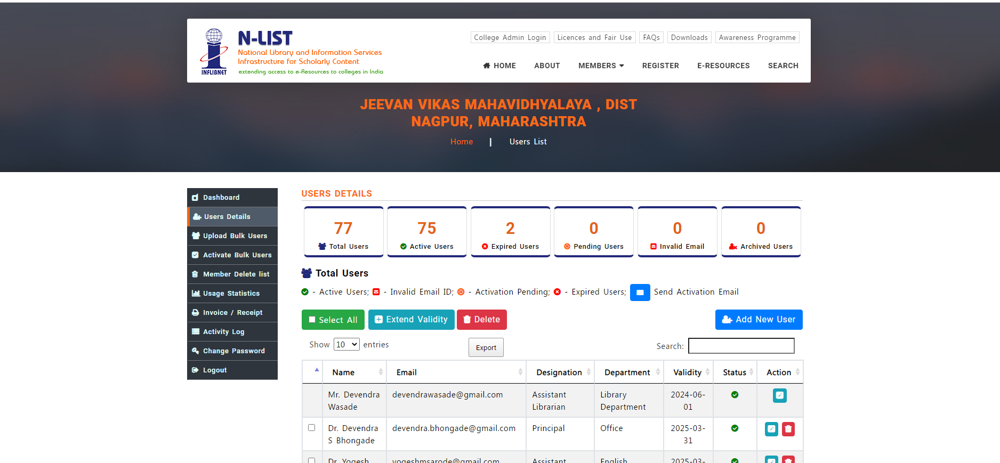 N-LIST
National Library and Information Services
Infrastructure for Scholarly Content
extending access to e-Resources to colleges in India
INFLIBNET
College Admin Login Licences and Fair Use FAQs Downloads Awareness Programme
HOME ABOUT MEMBERS REGISTER E-RESOURCES SEARCH
JEEVAN VIKAS MAHAVIDHYALAYA , DIST
NAGPUR, MAHARASHTRA
Home | Users List
Dashboard
Users Details
Upload Bulk Users
Activate Bulk Users
Member Delete list
Usage Statistics
Invoice / Receipt
Activity Log
Change Password
Logout
USERS DETAILS
77 75 2 0 0 0
Total Users Active Users Expired Users Pending Users Invalid Email Archived Users
Total Users
- Active Users; - Invalid Email ID; - Activation Pending; - Expired Users; Send Activation Email
Select All Extend Validity Delete Add New User
Show 10 entries Export Search:
Name Email Designation Department Validity Status Action
Mr. Devendra devendrawasade@gmail.com Assistant Library 2024-06-
Wasade Librarian Department 01
Dr. Devendra devendra.bhongade@gmail.com Principal Office 2025-03-
S Bhongade 31
Dr. Yogesh yogeshmsarode@gmail.com Assistant English 2025-03-